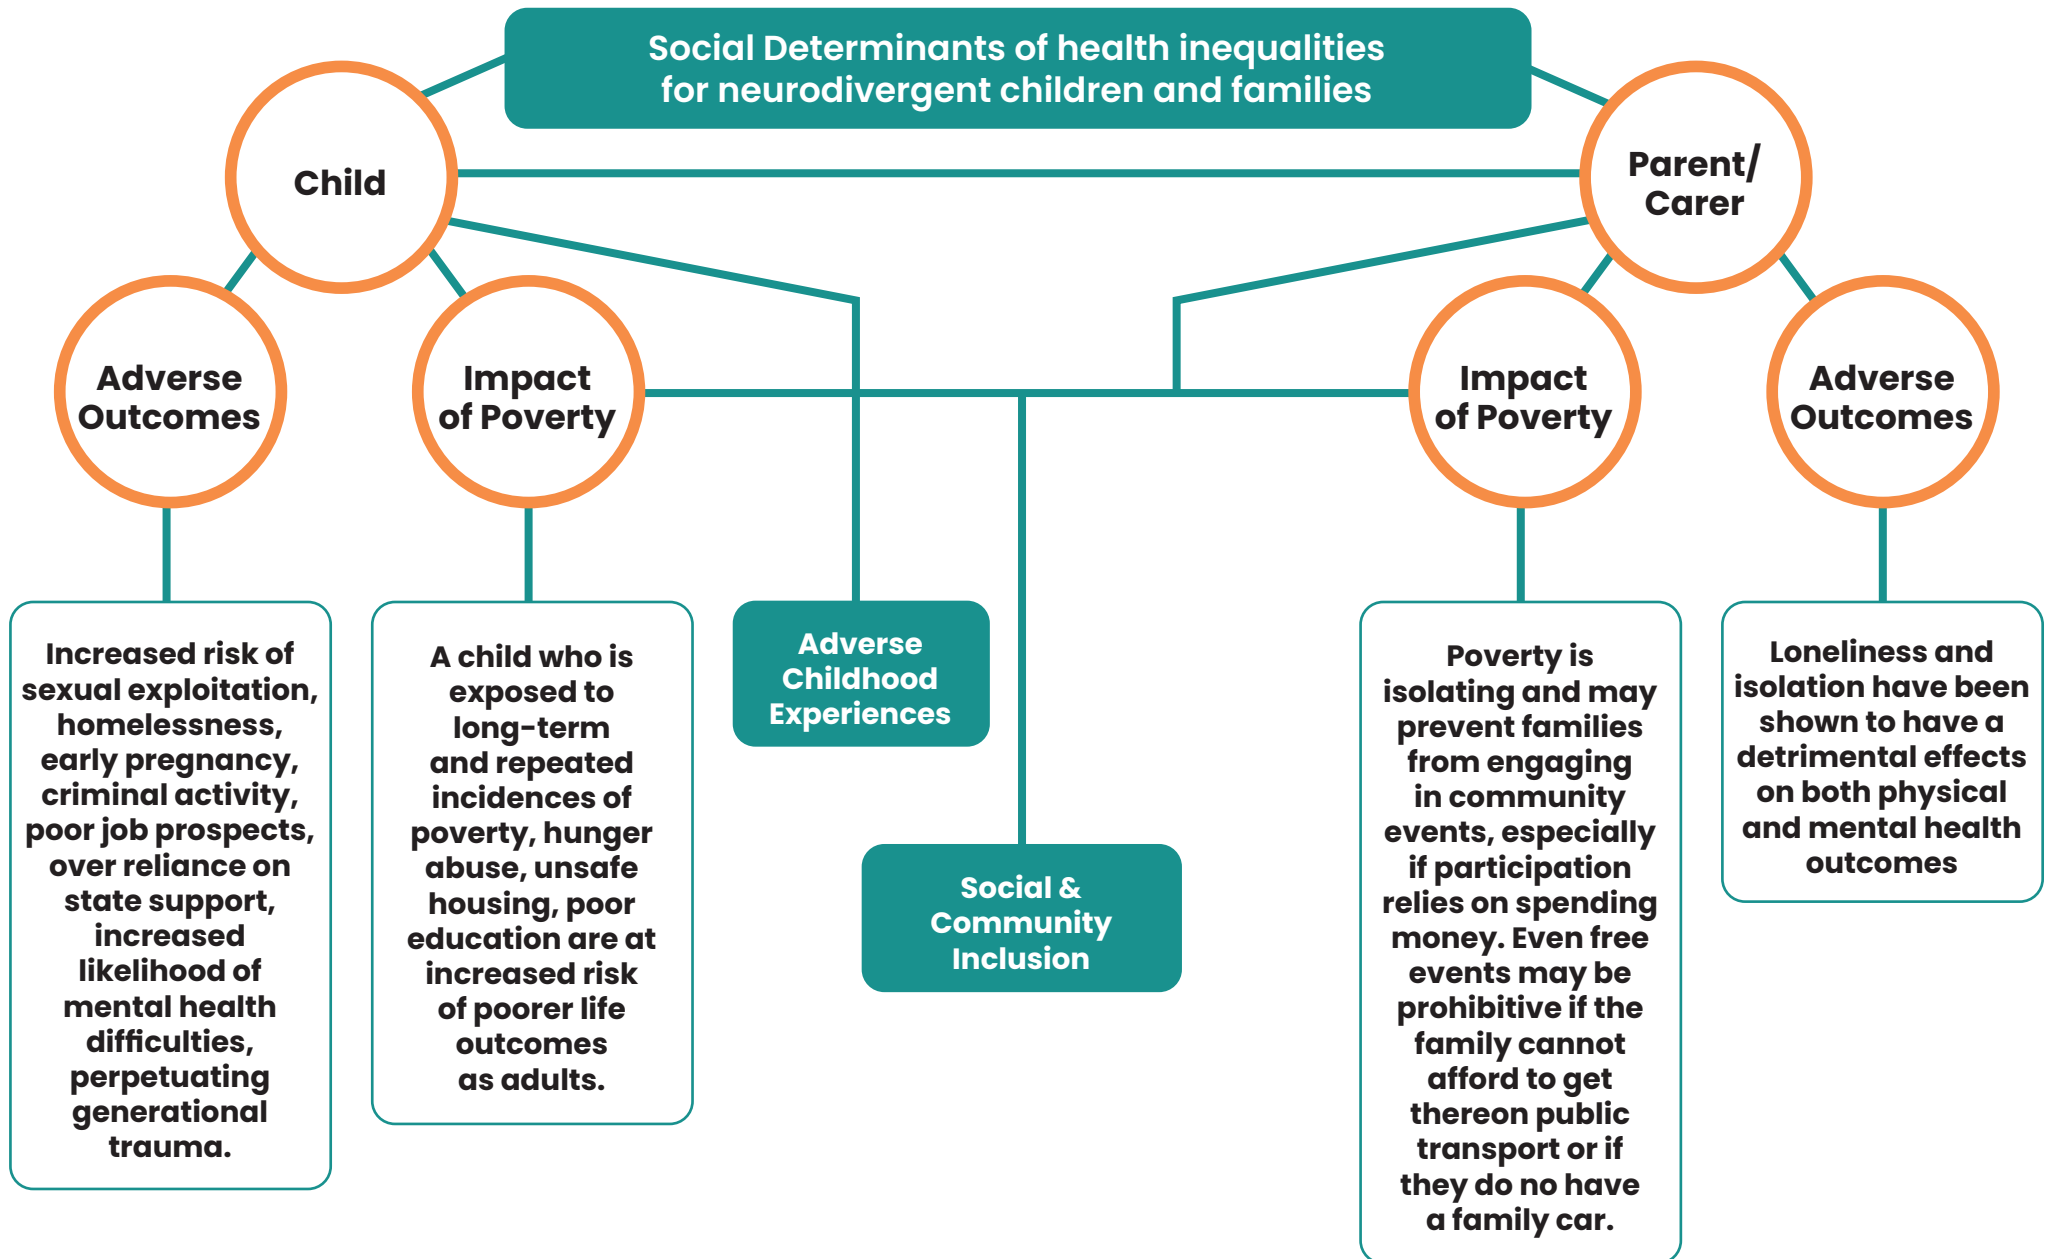 Social Determinants of health inequalities
for neurodivergent children and families
Child
Parent/
Carer
Adverse
Outcomes
Impact
of Poverty
Impact
of Poverty
Adverse
Outcomes
Increased risk of
sexual exploitation,
homelessness,
early pregnancy,
criminal activity,
poor job prospects,
over reliance on
state support,
increased
likelihood of
mental health
difficulties,
perpetuating
generational
trauma.
A child who is
exposed to
long-term
and repeated
incidences of
poverty, hunger
abuse, unsafe
housing, poor
education are at
increased risk
of poorer life
outcomes
as adults.
Adverse
Childhood
Experiences
Social &
Community
Inclusion
Poverty is
isolating and may
prevent families
from engaging
in community
events, especially
if participation
relies on spending
money. Even free
events may be
prohibitive if the
family cannot
afford to get
thereon public
transport or if
they do no have
a family car.
Loneliness and
isolation have been
shown to have a
detrimental effects
on both physical
and mental health
outcomes